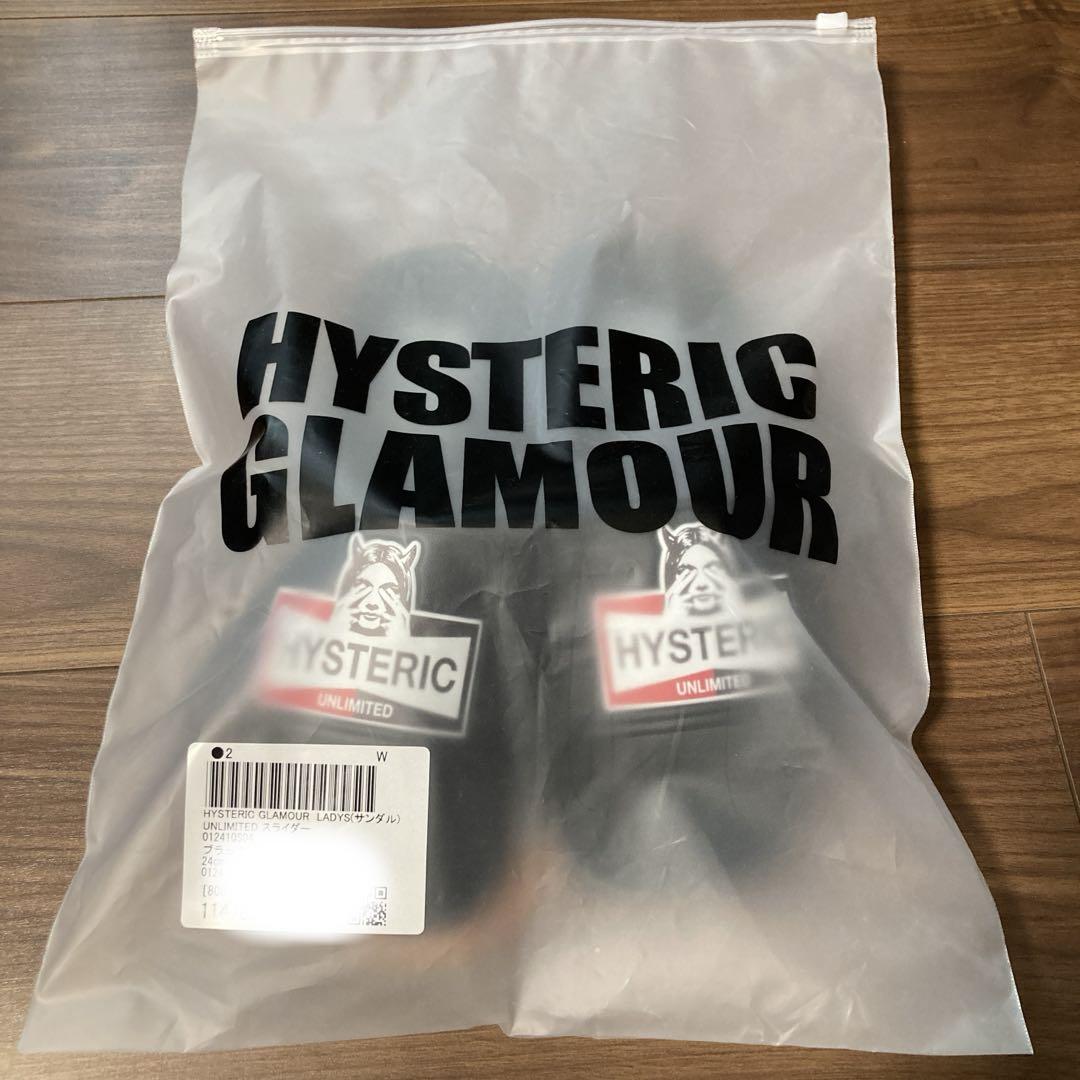 HYSTERIC
GLAMOUR
HYSTERIC
UNLIMITED
HYSTERIC
UNLIMITED
●2 W
HYSTERIC GLAMOUR LADYS(サンダル)
UNLIMITED スライダー